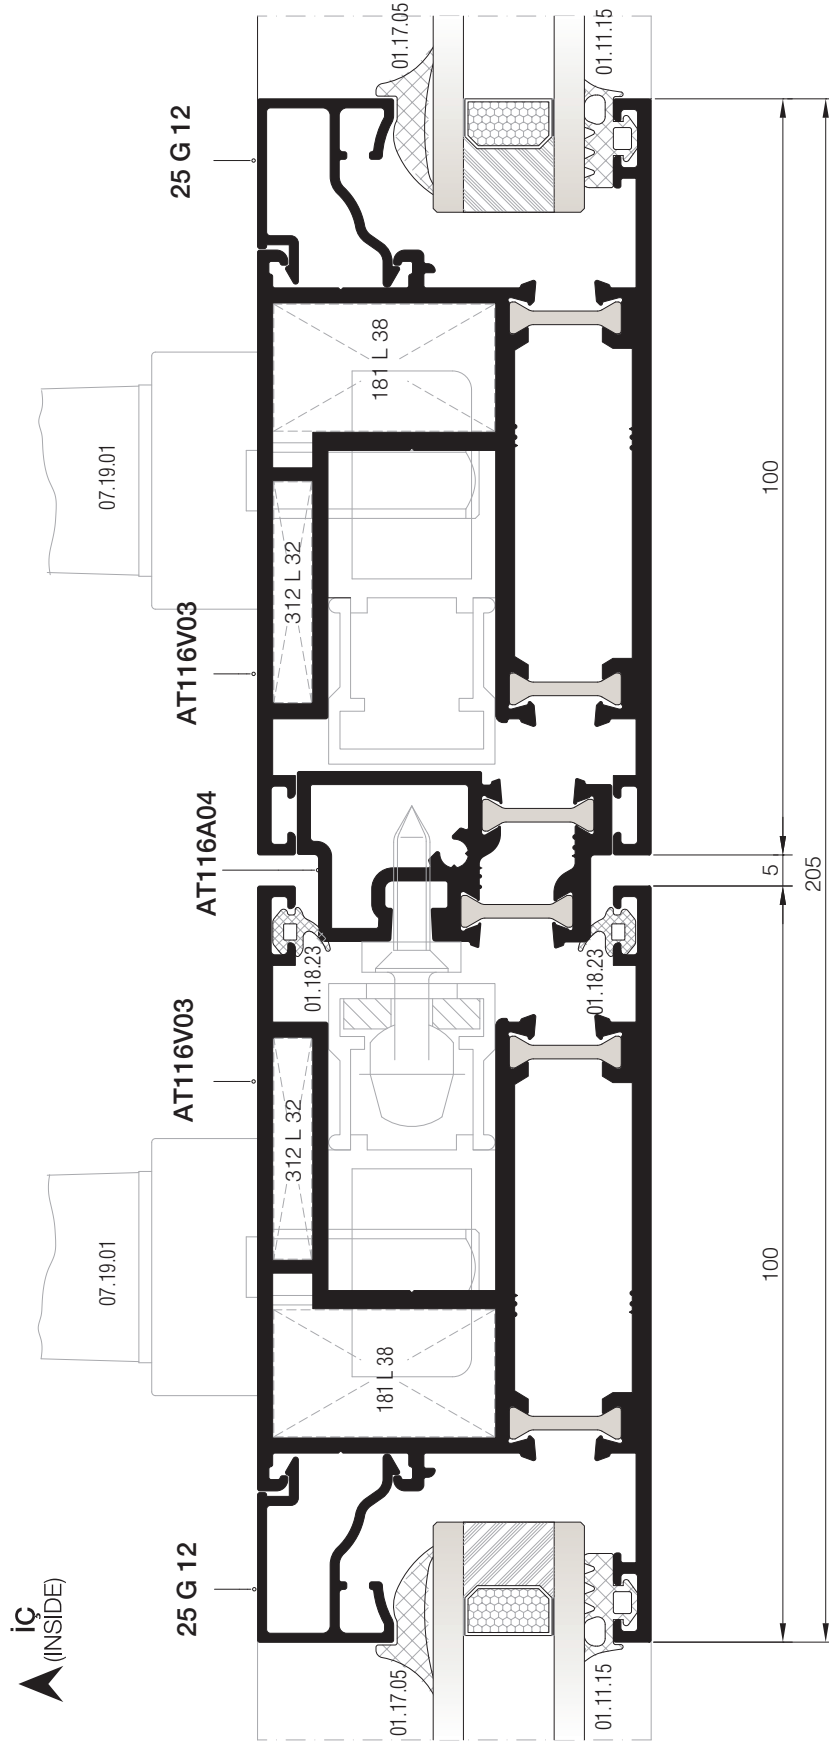 01.17.05
01.11.15
25 G 12
181 L 38
07.19.01
312 L 32
100
AT116V03
AT116A04
5
205
01.18.23
01.18.23
AT116V03
312 L 32
07.19.01
100
181 L 38
25 G 12
İÇ
(INSIDE)
01.17.05
01.11.15